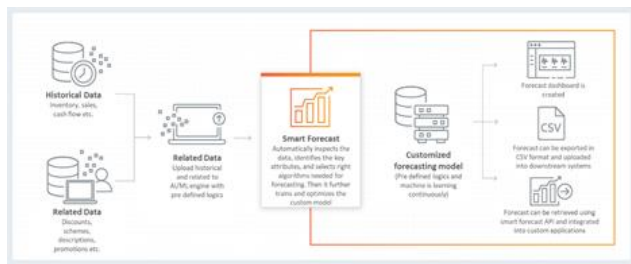 Historical Data
Inventory, sales,
cash flow etc.
Related Data
Discounts,
schemes,
descriptions,
promotions etc.
Related Data
Upload historical
and related to
AI/ML engine with
pre defined logics
Smart Forecast
Automatically inspects the
data, identifies the key
attributes, and selects right
algorithms needed for
forecasting. Then it further
trains and optimizes the
custom model
Customized
forecasting model
(Pre defined logics and
machine is learning
continuously)
Forecast dashboard is
created
CSV
Forecast can be exported in
CSV format and uploaded
into downstream systems
Forecast can be retrieved using
smart forecast API and integrated
into custom applications